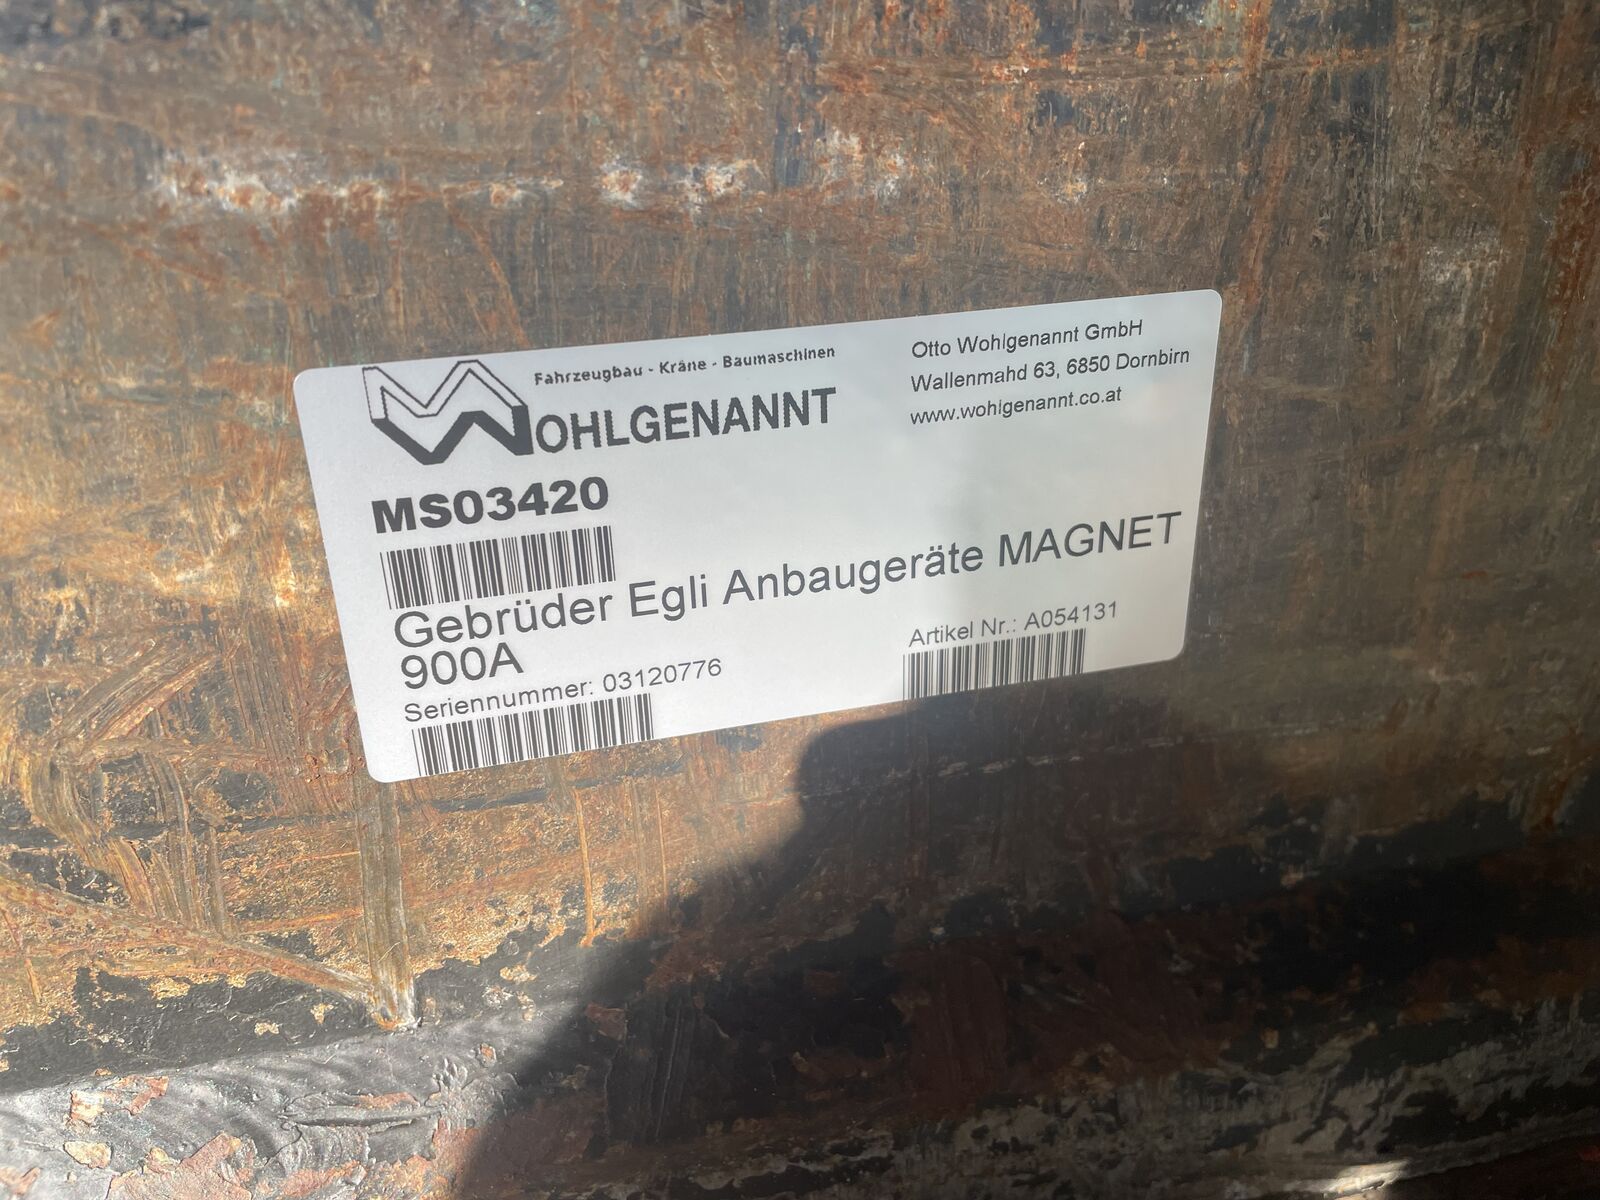 Fahrzeugbau - Kräne - Baumaschinen
WOHLGENANNT
Otto Wohlgenannt GmbH
Wallenmahd 63, 6850 Dornbirn
www.wohlgenannt.co.at
MS03420
Gebrüder Egli Anbaugeräte MAGNET
900A
Seriennummer: 03120776
Artikel Nr.: A054131